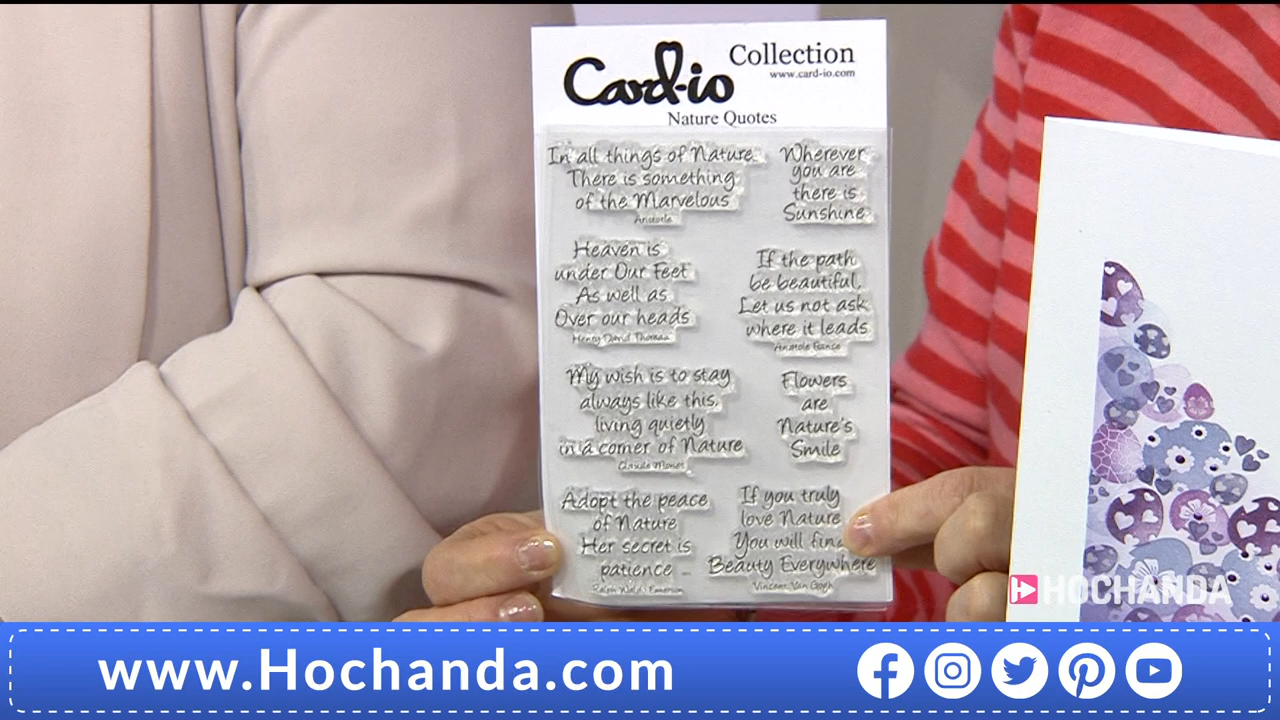 Card-io
Collection
www.card-io.com
Nature Quotes
In all things of Nature
There is something
of the Marvelous
Aristotle
Wherever
you are
there is
Sunshine
Heaven is
under Our Feet
As well as
Over our heads
Henry David Thoreau
If the path
be beautiful,
Let us not ask
where it leads
Anatole France
My wish is to stay
always like this,
living quietly
in a corner of Nature
Claude Monet
Flowers
are
Nature's
Smile
Adopt the peace
of Nature
Her secret is
patience
Ralph Waldo Emerson
If you truly
love Nature
You will find
Beauty Everywhere
Vincent Van Gogh
HOCHANDA
www.Hochanda.com